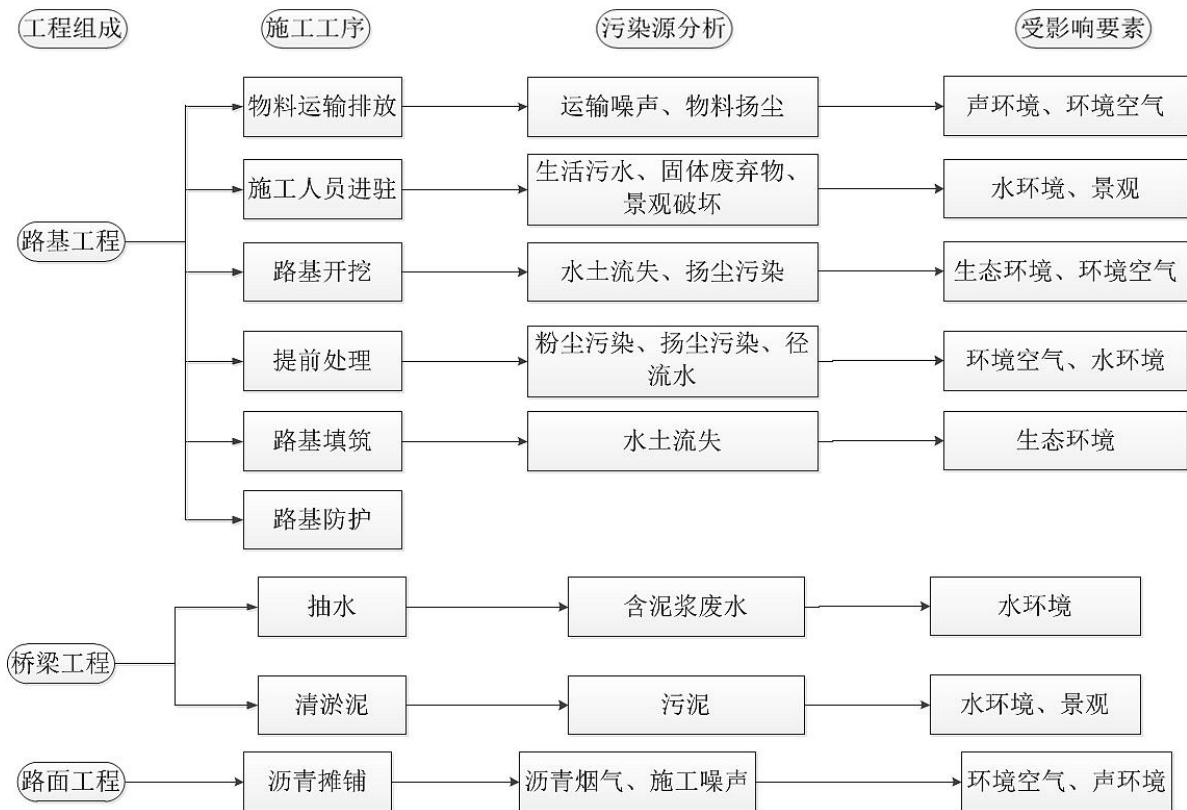 工程组成
施工工序
污染源分析
受影响要素
物料运输排放
运输噪声、物料扬尘
声环境、环境空气
施工人员进驻
生活污水、固体废弃物、
景观破坏
水环境、景观
路基工程
路基开挖
水土流失、扬尘污染
生态环境、环境空气
提前处理
粉尘污染、扬尘污染、径
流水
环境空气、水环境
路基填筑
水土流失
生态环境
路基防护
抽水
含泥浆废水
水环境
桥梁工程
清淤泥
污泥
水环境、景观
路面工程
沥青摊铺
沥青烟气、施工噪声
环境空气、声环境